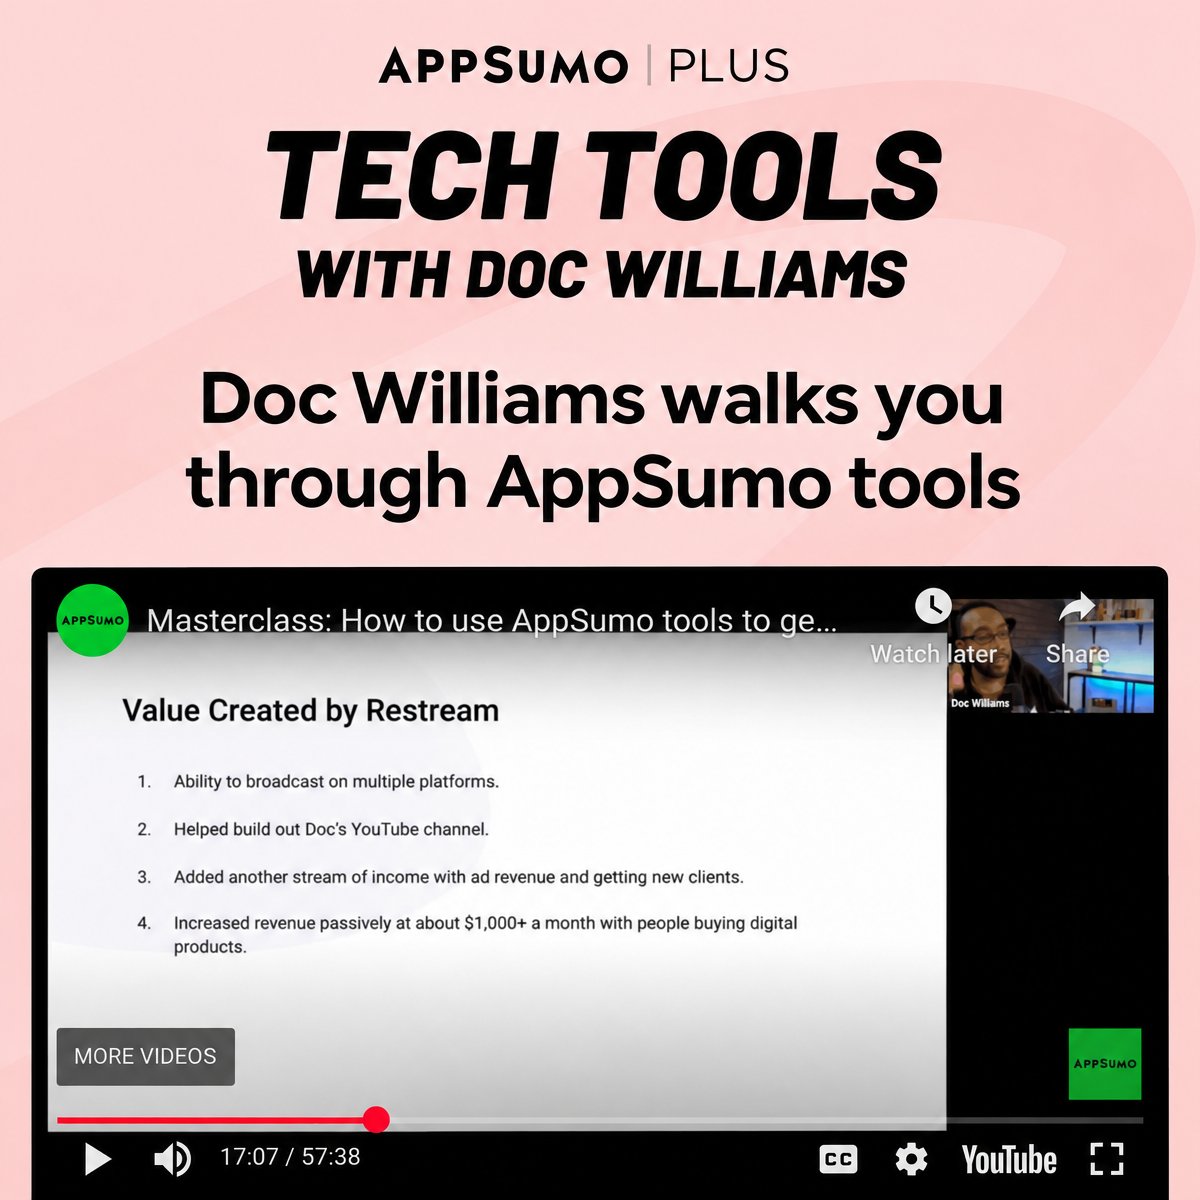 APPSUMO | PLUS
TECH TOOLS
WITH DOC WILLIAMS
Doc Williams walks you
through AppSumo tools
APPSUMO
Masterclass: How to use AppSumo tools to ge...
Watch later
Share
Doc Williams
Value Created by Restream
1. Ability to broadcast on multiple platforms.
2. Helped build out Doc's YouTube channel.
3. Added another stream of income with ad revenue and getting new clients.
4. Increased revenue passively at about $1,000+ a month with people buying digital
products.
MORE VIDEOS
APPSUMO
17:07 / 57:38
CC
YouTube